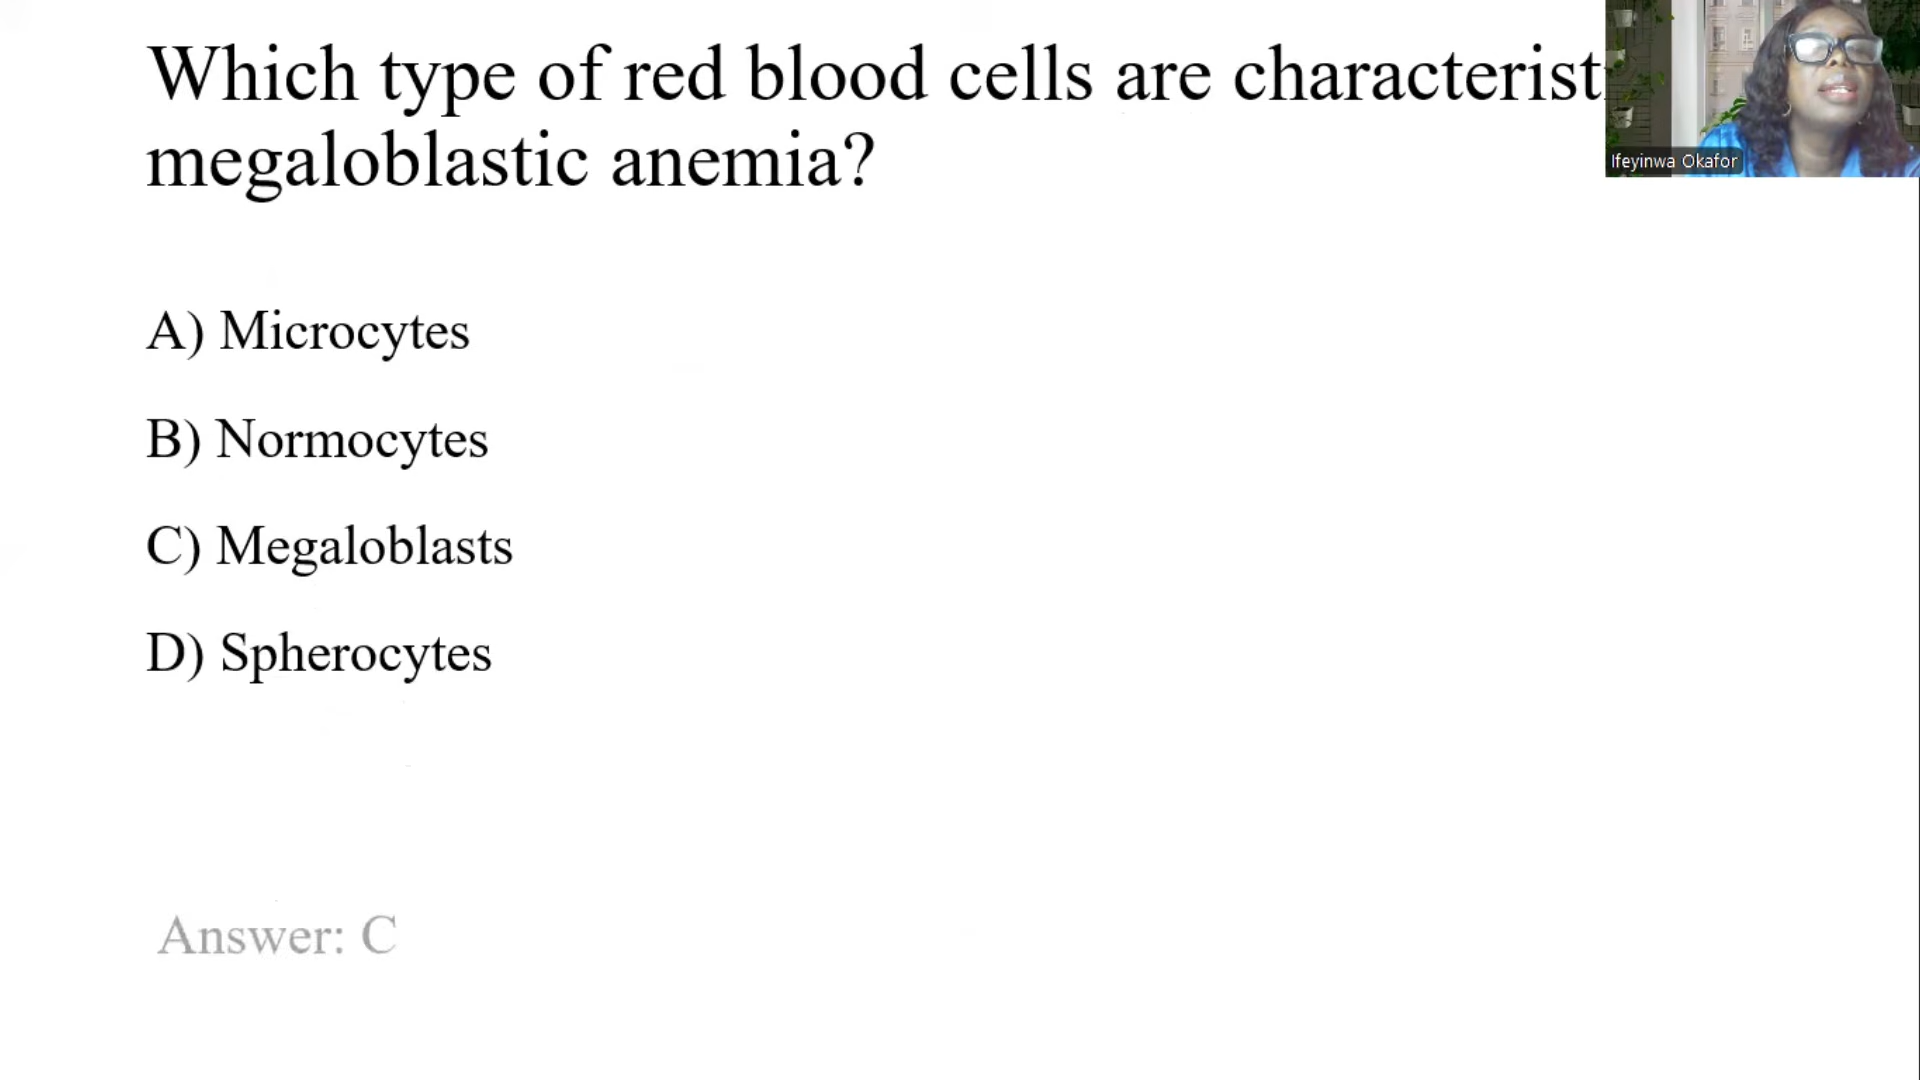 Which type of red blood cells are characterist
megaloblastic anemia?
Ifeyinwa Okafor
A) Microcytes
B) Normocytes
C) Megaloblasts
D) Spherocytes
Answer: C